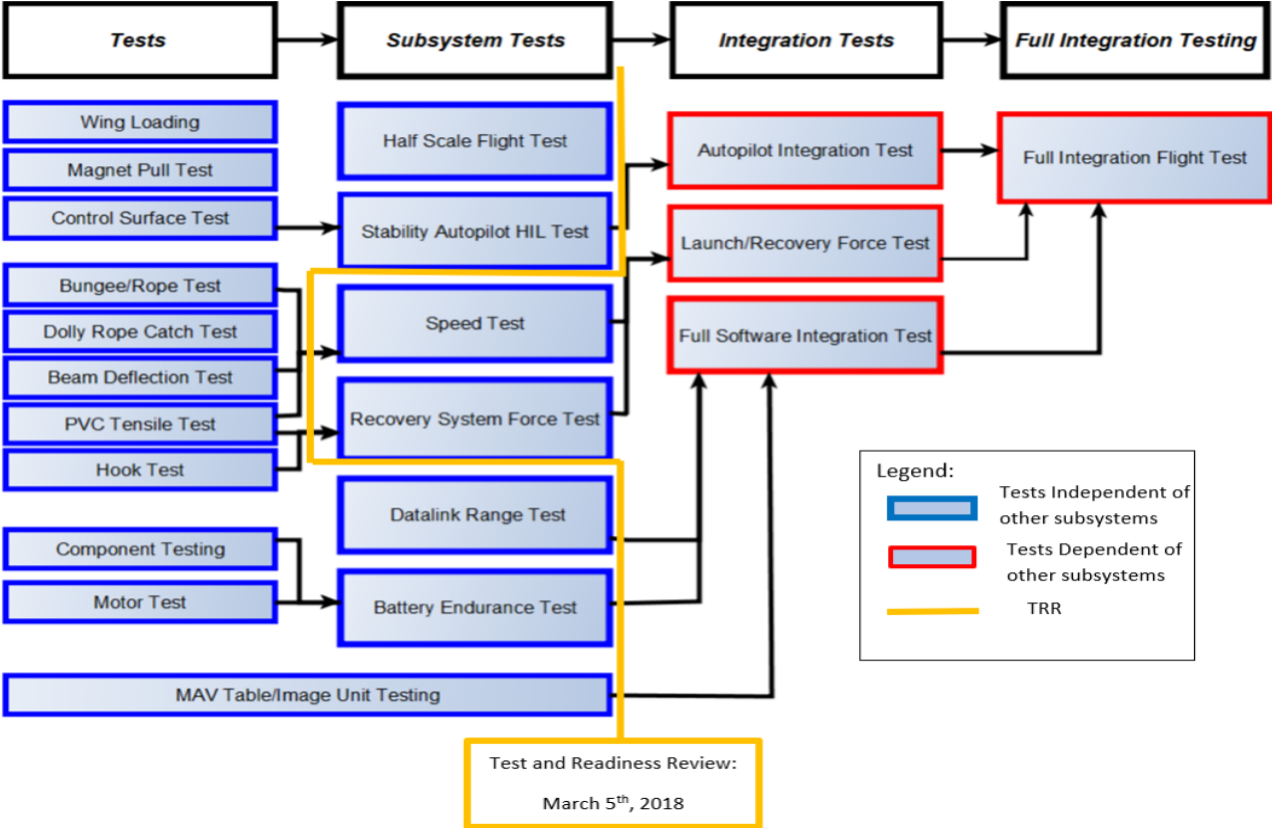 Tests
Subsystem Tests
Integration Tests
Full Integration Testing
Wing Loading
Magnet Pull Test
Control Surface Test
Bungee/Rope Test
Dolly Rope Catch Test
Beam Deflection Test
PVC Tensile Test
Hook Test
Component Testing
Motor Test
MAV Table/Image Unit Testing
Half Scale Flight Test
Stability Autopilot HIL Test
Speed Test
Recovery System Force Test
Datalink Range Test
Battery Endurance Test
Autopilot Integration Test
Launch/Recovery Force Test
Full Software Integration Test
Full Integration Flight Test
Legend:
Tests Independent of
other subsystems
Tests Dependent of
other subsystems
TRR
Test and Readiness Review:
March 5th, 2018